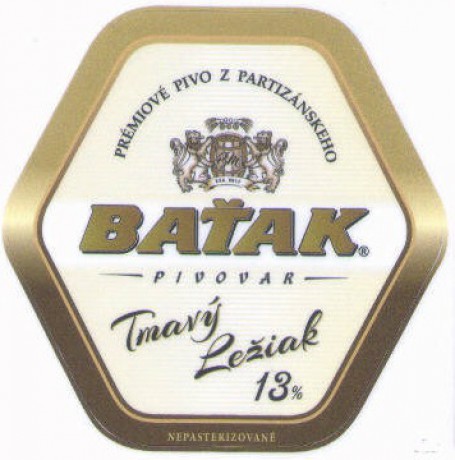 PRÉMIOVÉ PIVO Z PARTIZÁNSKEHO
BAŤAK®
PIVOVAR
Tmavý
Ležiak
13%
NEPASTERIZOVANÉ